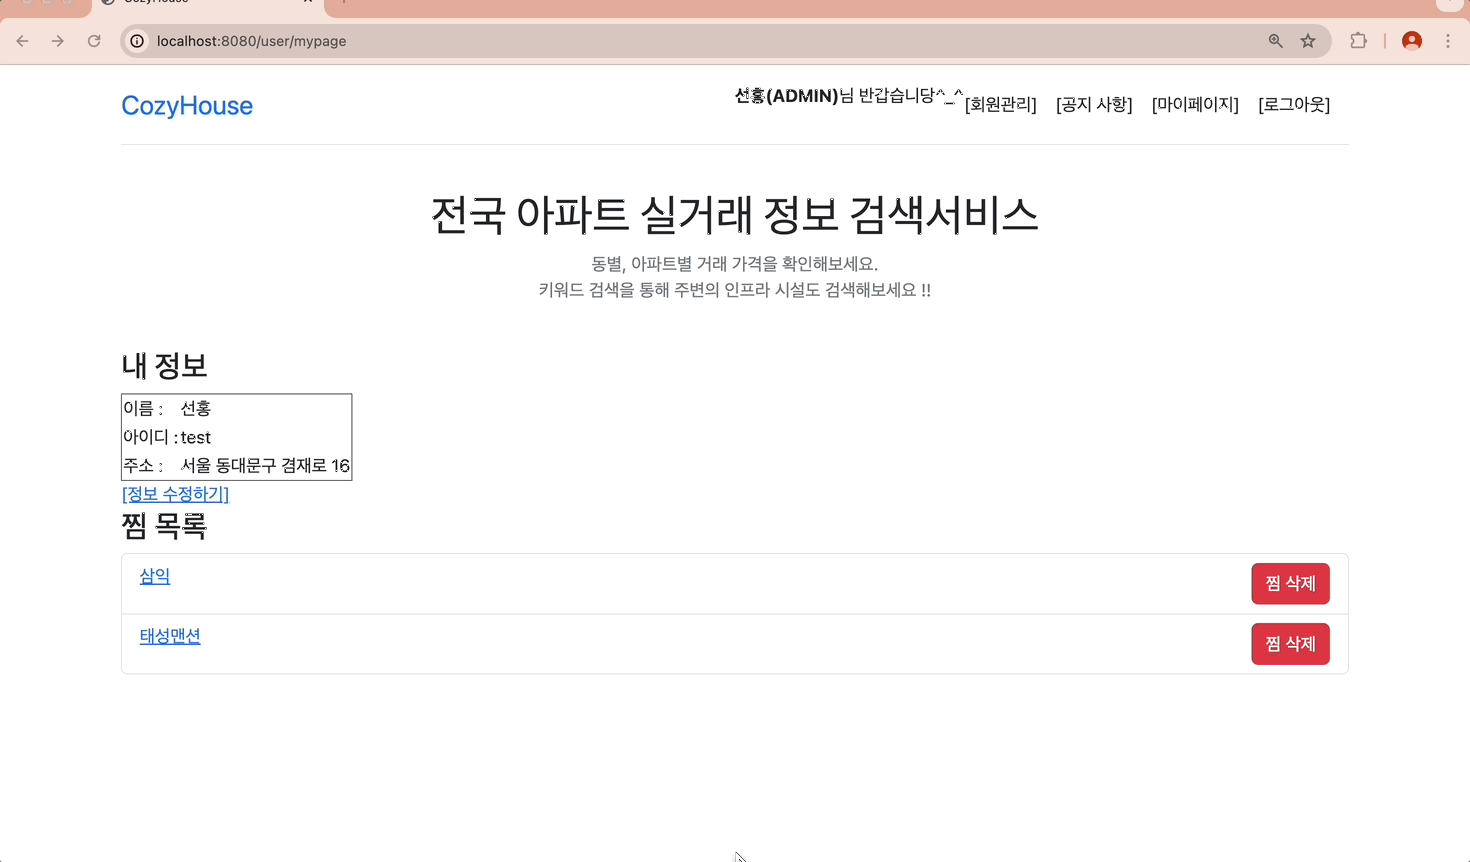 CozyHouse
localhost:8080/user/mypage
CozyHouse
선홍(ADMIN)님 반갑습니당^_^ [회원관리] [공지 사항] [마이페이지] [로그아웃]
전국 아파트 실거래 정보 검색서비스
동별, 아파트별 거래 가격을 확인해보세요.
키워드 검색을 통해 주변의 인프라 시설도 검색해보세요 !!
내 정보
이름 : 선홍
아이디 : test
주소 : 서울 동대문구 겸재로 16
[정보 수정하기]
찜 목록
삼익 찜 삭제
태성맨션 찜 삭제